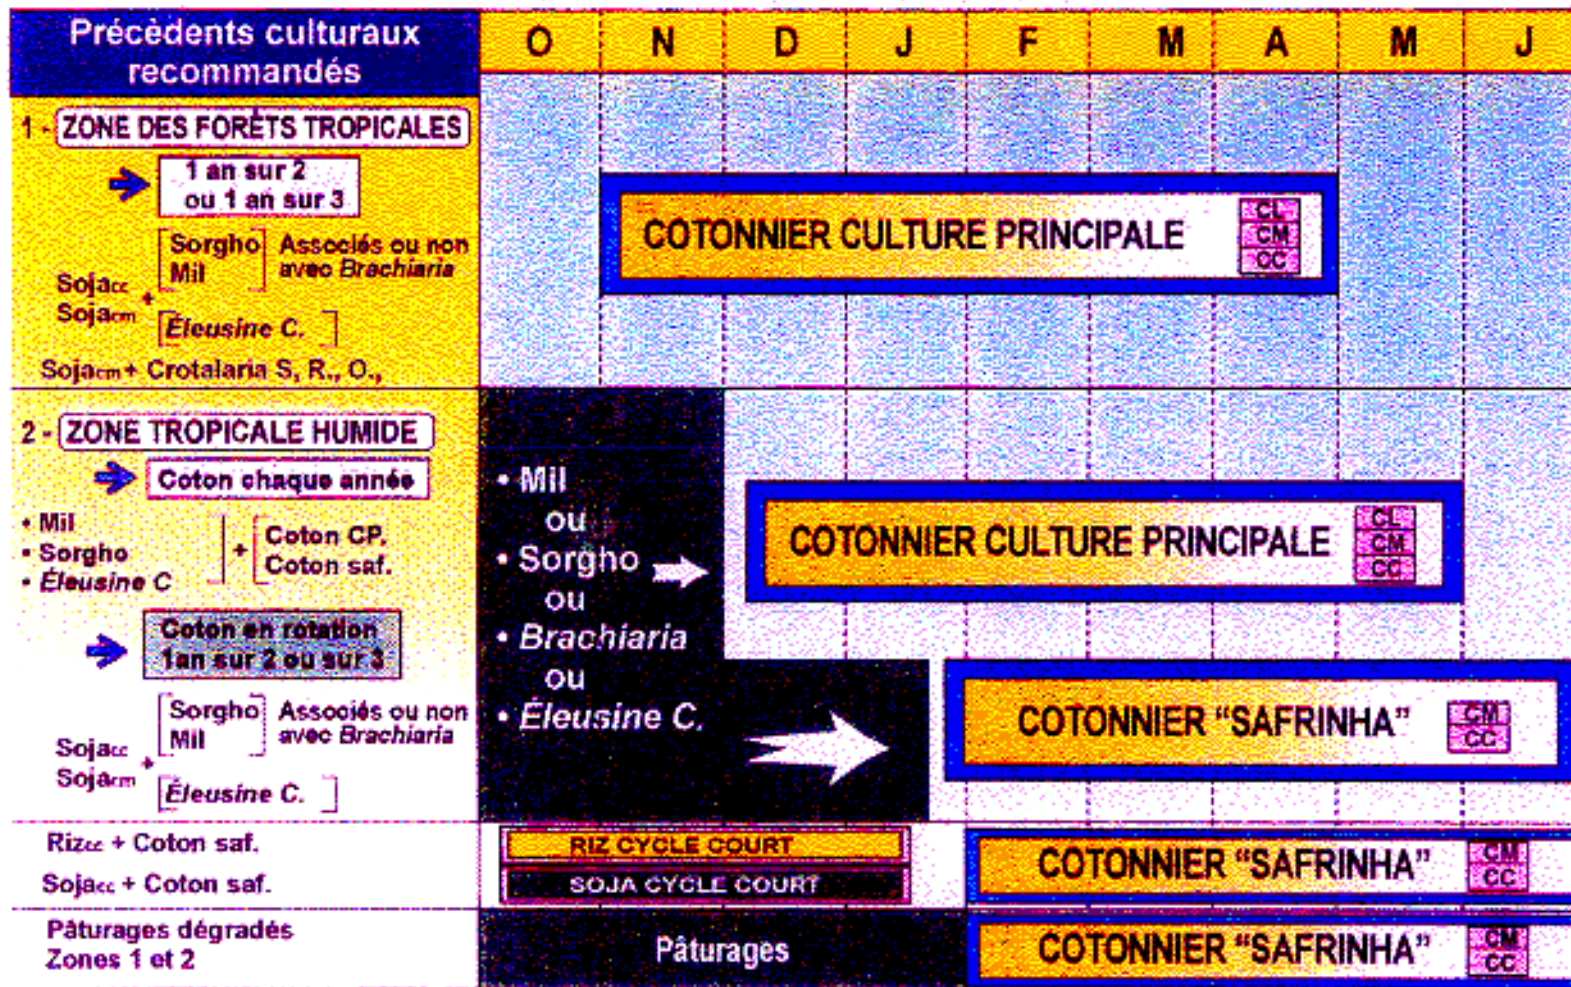 Précèdents culturaux
recommandés
O N D J F M A M J
1 - ZONE DES FORÊTS TROPICALES
1 an sur 2
ou 1 an sur 3
Sojacc
Sojacm
+
Sorgho
Mil
Associés ou non
avec Brachiaria
Éleusine C.
Sojacm + Crotalaria S, R., O.,
COTONNIER CULTURE PRINCIPALE
CL
CM
CC
2 - ZONE TROPICALE HUMIDE
Coton chaque année
• Mil
• Sorgho
• Éleusine C
+
Coton CP.
Coton saf.
Coton en rotation
1an sur 2 ou sur 3
Sojacc
Sojacm
+
Sorgho
Mil
Associés ou non
avec Brachiaria
Éleusine C.
• Mil
ou
• Sorgho
ou
• Brachiaria
ou
• Éleusine C.
COTONNIER CULTURE PRINCIPALE
CL
CM
CC
COTONNIER “SAFRINHA”
CM
CC
Rizcc + Coton saf.
Sojacc + Coton saf.
RIZ CYCLE COURT
SOJA CYCLE COURT
COTONNIER “SAFRINHA”
CM
CC
Pâturages dégradés
Zones 1 et 2
Pâturages
COTONNIER “SAFRINHA”
CM
CC